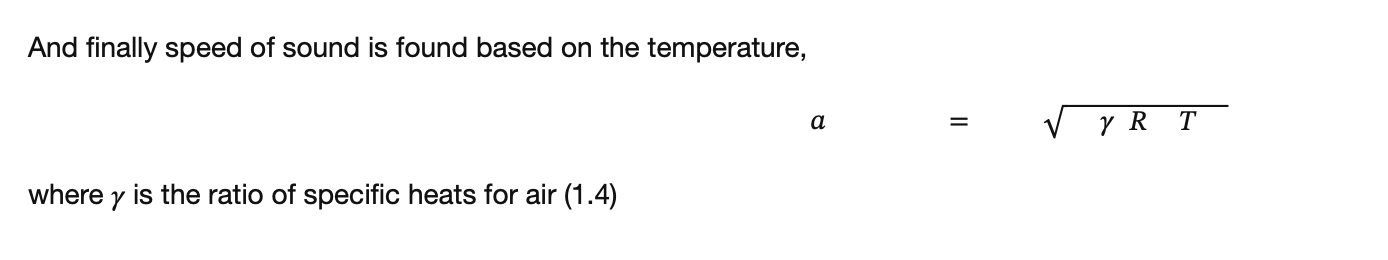 And finally speed of sound is found based on the temperature,
a = √ γ R T
where γ is the ratio of specific heats for air (1.4)